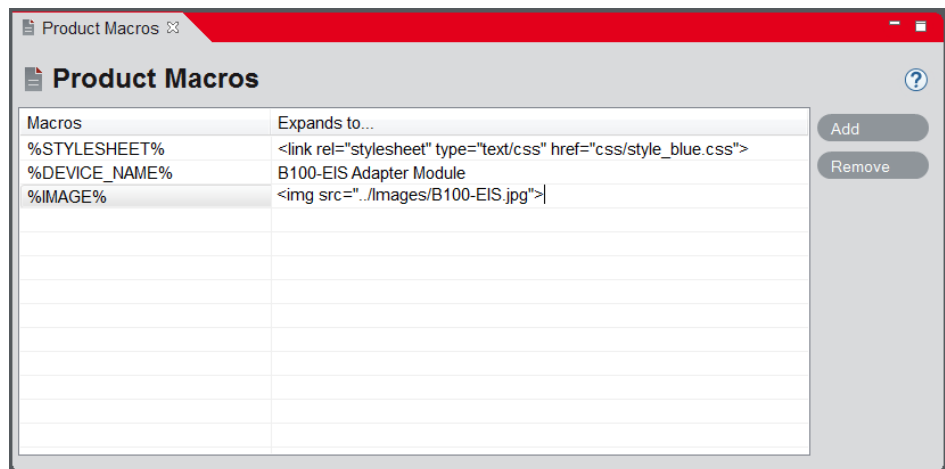 Product Macros
Product Macros
?
Macros Expands to...
Add
%STYLESHEET% <link rel="stylesheet" type="text/css" href="css/style_blue.css">
%DEVICE_NAME% B100-EIS Adapter Module
Remove
%IMAGE% <img src="../Images/B100-EIS.jpg">